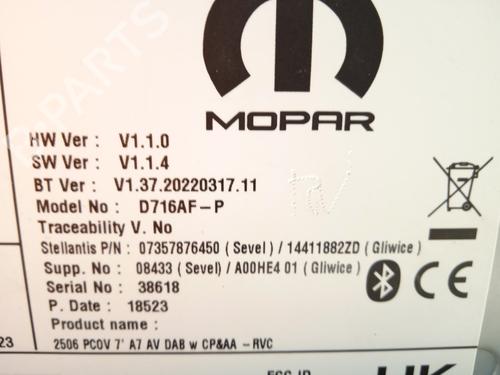 MOPAR
HW Ver : V1.1.0
SW Ver : V1.1.4
BT Ver : V1.37.20220317.11
Model No : D716AF-P
Traceability V. No
Stellantis P/N : 07357876450 ( Sevel ) / 14411882ZD ( Gliwice )
Supp. No : 08433 ( Sevel) / A00HE4 01 ( Gliwice )
Serial No : 38618
P. Date : 18523
Product name :
2506 PCOV 7' A7 AV DAB w CP&AA -RVC
23